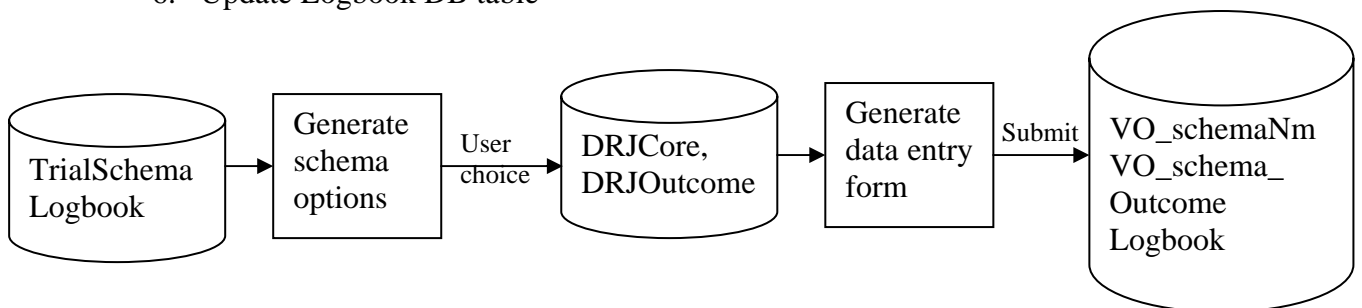 6. Update Logbook DB table
TrialSchema
Logbook
Generate
schema
options
User
choice
DRJCore,
DRJOutcome
Generate
data entry
form
Submit
VO_schemaNm
VO_schema_
Outcome
Logbook